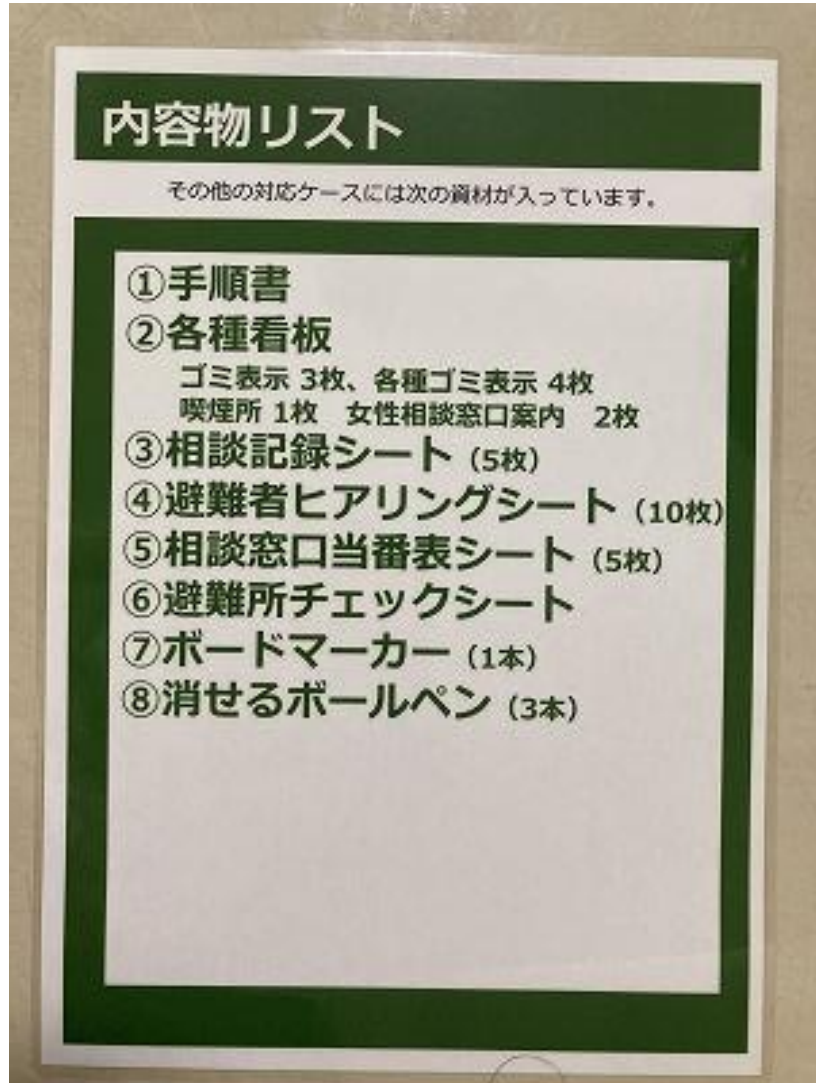 内容物リスト
その他の対応ケースには次の資材が入っています。
①手順書
②各種看板
ゴミ表示 3枚、各種ゴミ表示 4枚
喫煙所 1枚　女性相談窓口案内　2枚
③相談記録シート（5枚）
④避難者ヒアリングシート（10枚）
⑤相談窓口当番表シート（5枚）
⑥避難所チェックシート
⑦ボードマーカー（1本）
⑧消せるボールペン（3本）